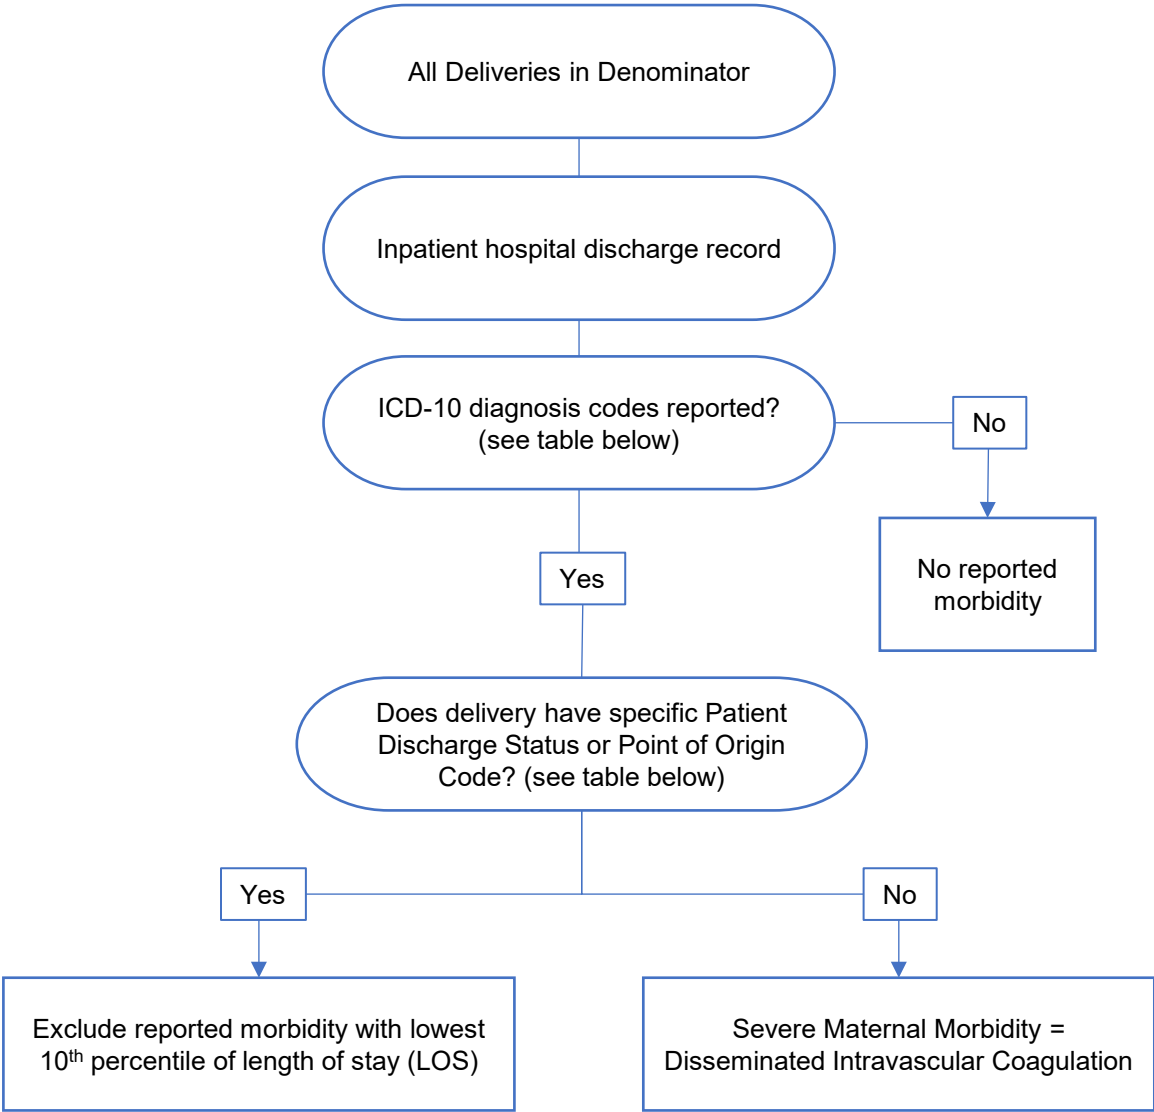 All Deliveries in Denominator
Inpatient hospital discharge record
ICD-10 diagnosis codes reported?
(see table below)
No
No reported
morbidity
Yes
Does delivery have specific Patient
Discharge Status or Point of Origin
Code? (see table below)
Yes
No
Exclude reported morbidity with lowest
10th percentile of length of stay (LOS)
Severe Maternal Morbidity =
Disseminated Intravascular Coagulation